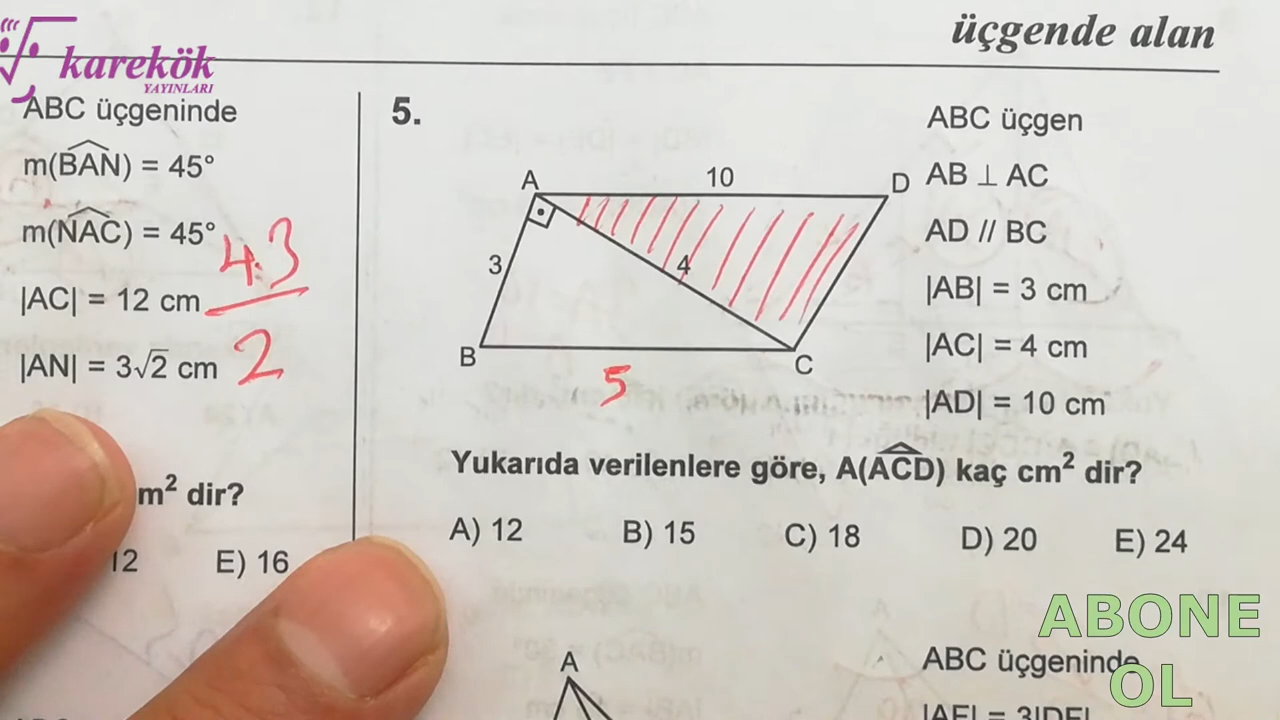 üçgende alan
karekök
YAYINLARI
ABC üçgeninde
m(BAN) = 45°
m(NAC) = 45°
|AC| = 12 cm
|AN| = 3√2 cm
4.3
2
m² dir?
12 E) 16
5.
A 10 D
3 4
B C
5
ABC üçgen
AB ⊥ AC
AD // BC
|AB| = 3 cm
|AC| = 4 cm
|AD| = 10 cm
Yukarıda verilenlere göre, A(ACD) kaç cm² dir?
A) 12 B) 15 C) 18 D) 20 E) 24
A
ABC üçgeninde
|AE| = 3|DE|
ABONE
OL